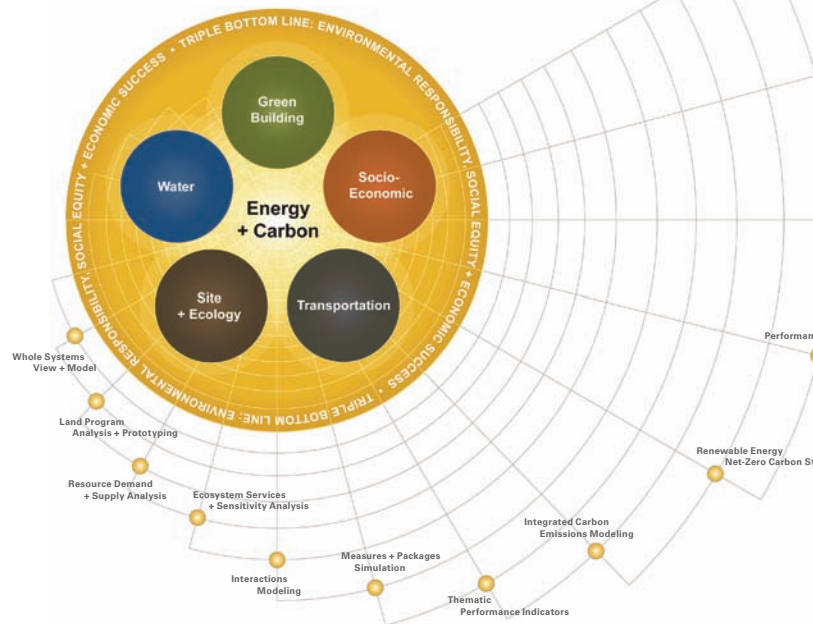 TRIPLE BOTTOM LINE: ENVIRONMENTAL RESPONSIBILITY, SOCIAL EQUITY + ECONOMIC SUCCESS •
TRIPLE BOTTOM LINE: ENVIRONMENTAL RESPONSIBILITY, SOCIAL EQUITY + ECONOMIC SUCCESS •
Green
Building
Water
Socio-
Economic
Energy
+ Carbon
Site
+ Ecology
Transportation
Whole Systems
View + Model
Land Program
Analysis + Prototyping
Resource Demand
+ Supply Analysis
Ecosystem Services
+ Sensitivity Analysis
Interactions
Modeling
Measures + Packages
Simulation
Thematic
Performance Indicators
Integrated Carbon
Emissions Modeling
Renewable Energy
Net-Zero Carbon